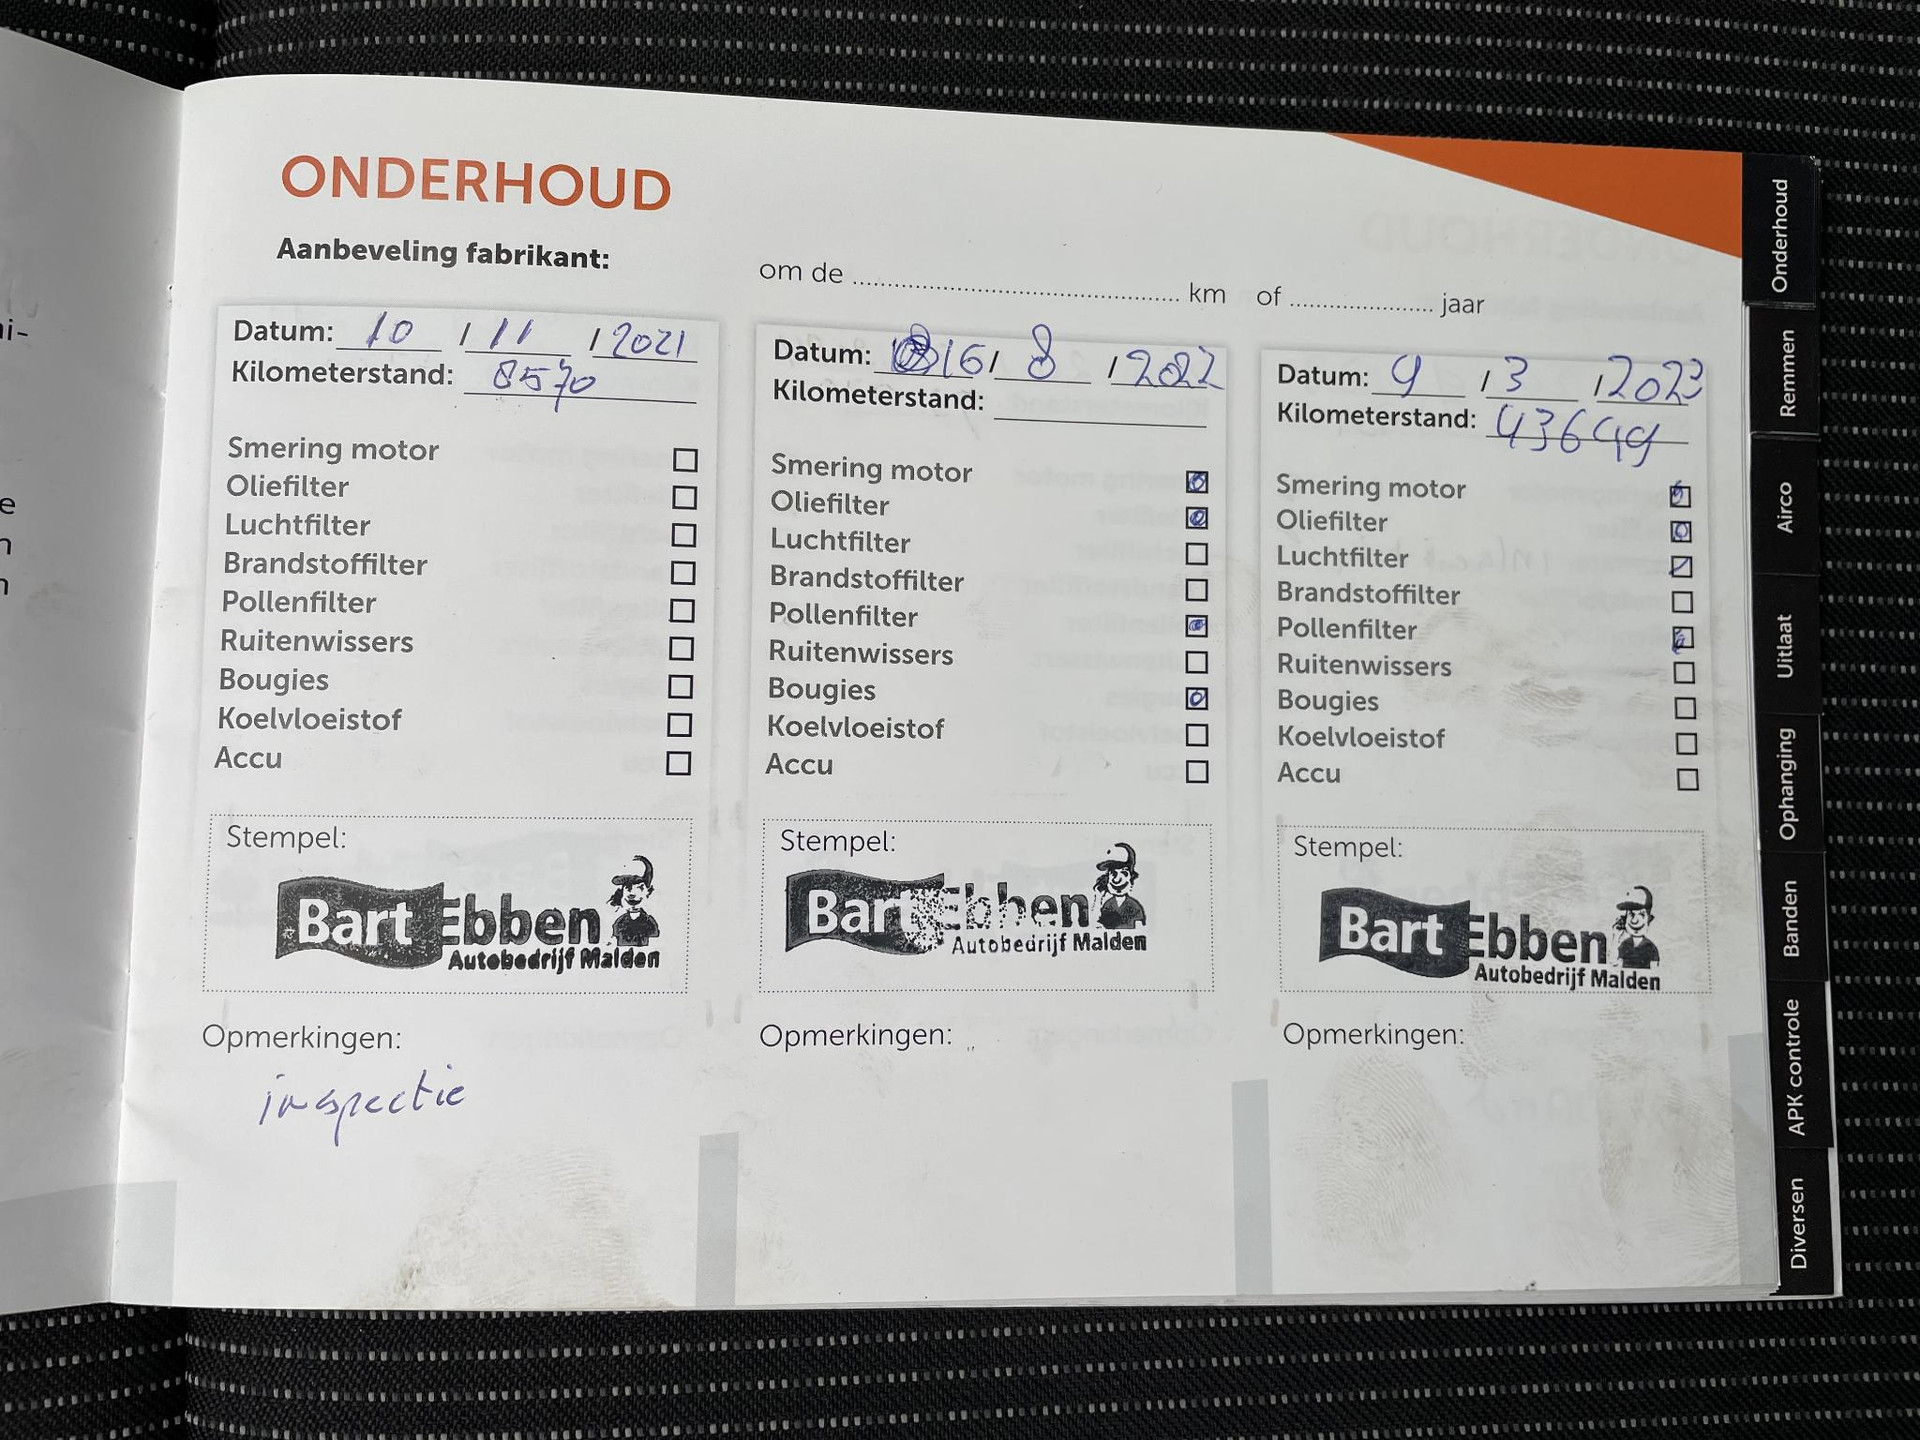 ONDERHOUD
Aanbeveling fabrikant:
om de ........ km of ........ jaar
Datum: 10 / 11 / 2021
Kilometerstand: 8570
Smering motor
Oliefilter
Luchtfilter
Brandstoffilter
Pollenfilter
Ruitenwissers
Bougies
Koelvloeistof
Accu
Stempel:
Bart Ebben
Autobedrijf Malden
Opmerkingen:
inspectie
Datum: 16 / 8 / 2022
Kilometerstand:
Smering motor
Oliefilter
Luchtfilter
Brandstoffilter
Pollenfilter
Ruitenwissers
Bougies
Koelvloeistof
Accu
Stempel:
Bart Ebben
Autobedrijf Malden
Opmerkingen:
Datum: 9 / 3 / 2023
Kilometerstand: 43649
Smering motor
Oliefilter
Luchtfilter
Brandstoffilter
Pollenfilter
Ruitenwissers
Bougies
Koelvloeistof
Accu
Stempel:
Bart Ebben
Autobedrijf Malden
Opmerkingen:
Onderhoud
Remmen
Airco
Uitlaat
Ophanging
Banden
APK controle
Diversen